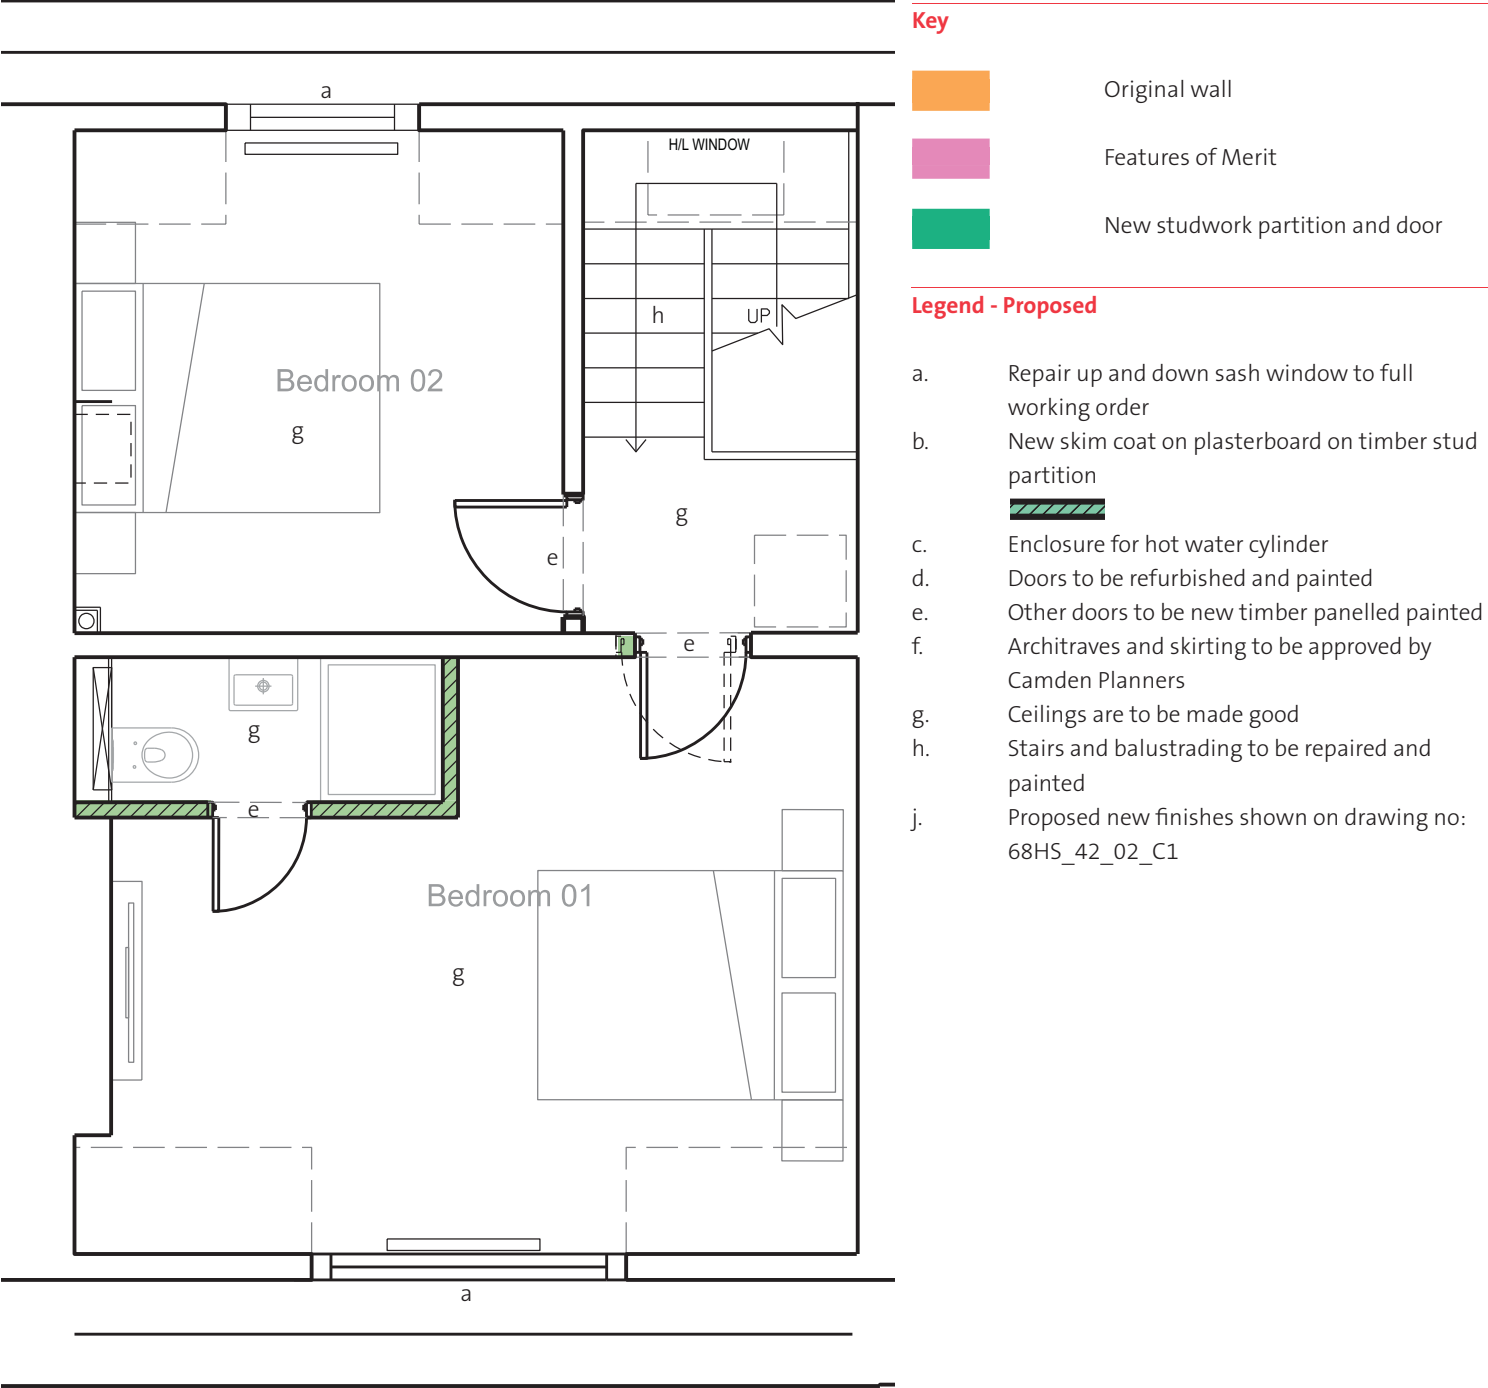 a
H/L WINDOW
h
UP
Bedroom 02
g
g
e
e
g
e
Bedroom 01
g
a
Key
Original wall
Features of Merit
New studwork partition and door
Legend - Proposed
a. Repair up and down sash window to full
working order
b. New skim coat on plasterboard on timber stud
partition
c. Enclosure for hot water cylinder
d. Doors to be refurbished and painted
e. Other doors to be new timber panelled painted
f. Architraves and skirting to be approved by
Camden Planners
g. Ceilings are to be made good
h. Stairs and balustrading to be repaired and
painted
j. Proposed new finishes shown on drawing no:
68HS_42_02_C1